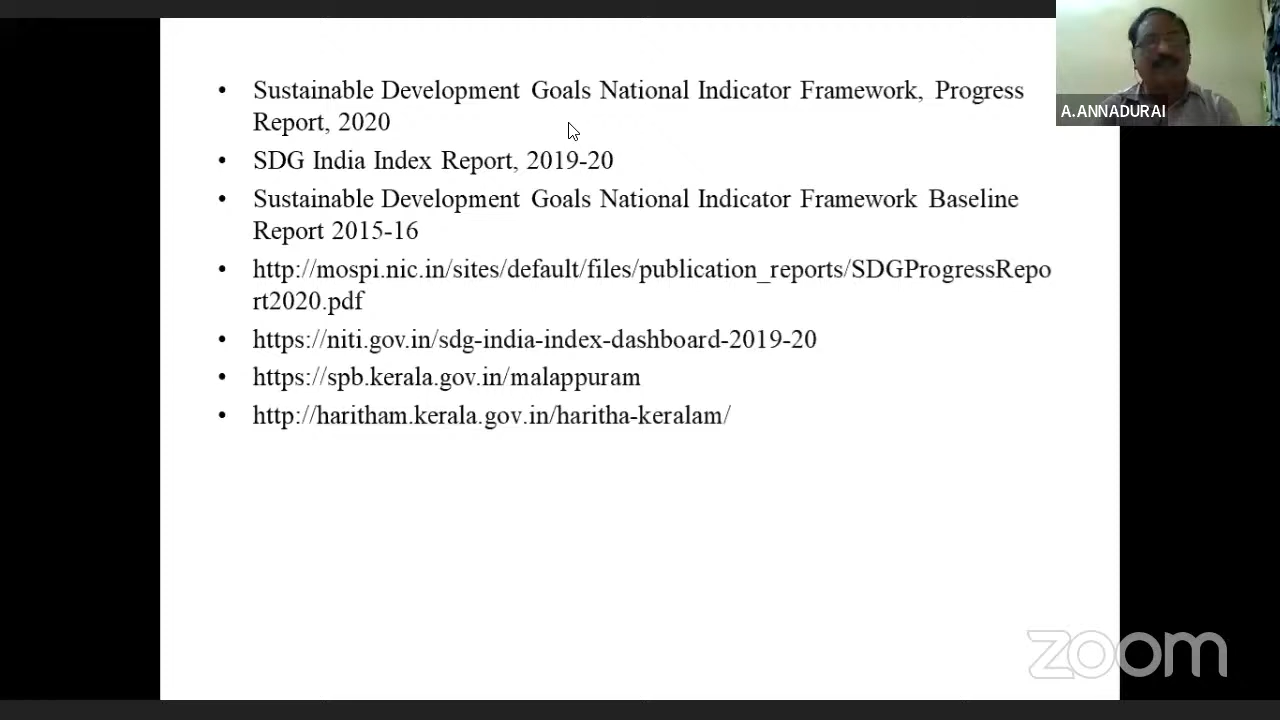 • Sustainable Development Goals National Indicator Framework, Progress
Report, 2020
• SDG India Index Report, 2019-20
• Sustainable Development Goals National Indicator Framework Baseline
Report 2015-16
• http://mospi.nic.in/sites/default/files/publication_reports/SDGProgressRepo
rt2020.pdf
• https://niti.gov.in/sdg-india-index-dashboard-2019-20
• https://spb.kerala.gov.in/malappuram
• http://haritham.kerala.gov.in/haritha-keralam/
A.ANNADURAI
zoom